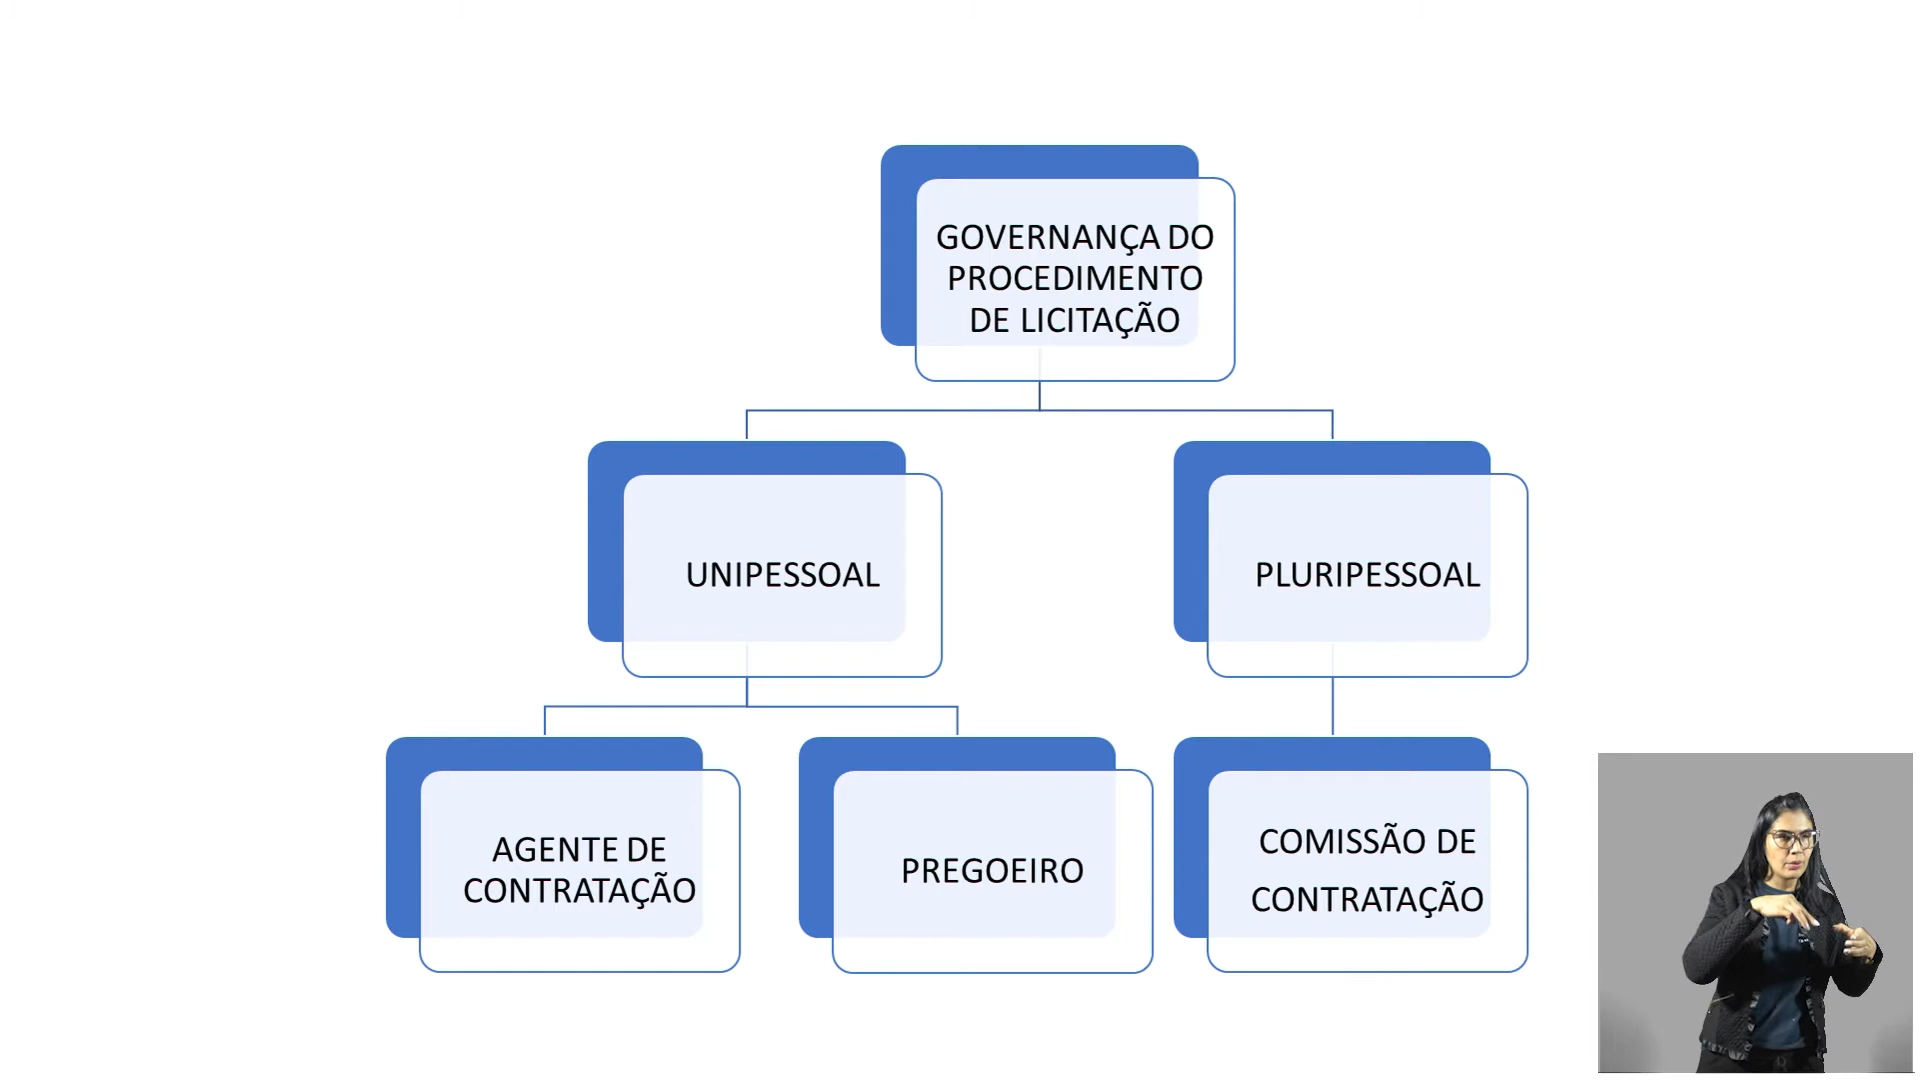 GOVERNANÇA DO
PROCEDIMENTO
DE LICITAÇÃO
UNIPESSOAL
PLURIPESSOAL
AGENTE DE
CONTRATAÇÃO
PREGOEIRO
COMISSÃO DE
CONTRATAÇÃO